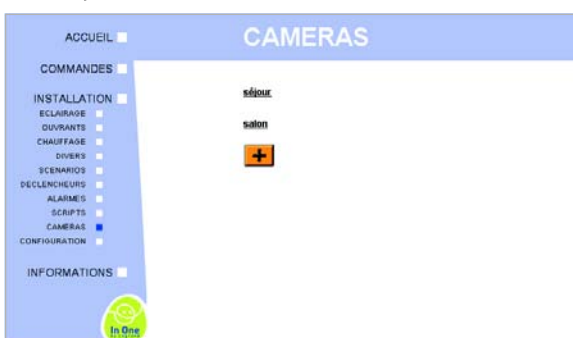 ACCUEIL
CAMERAS
COMMANDES
INSTALLATION
ECLAIRAGE
OUVRANTS
CHAUFFAGE
DIVERS
SCENARIOS
DECLENCHEURS
ALARMES
SCRIPTS
CAMERAS
CONFIGURATION
INFORMATIONS
séjour
salon
In One